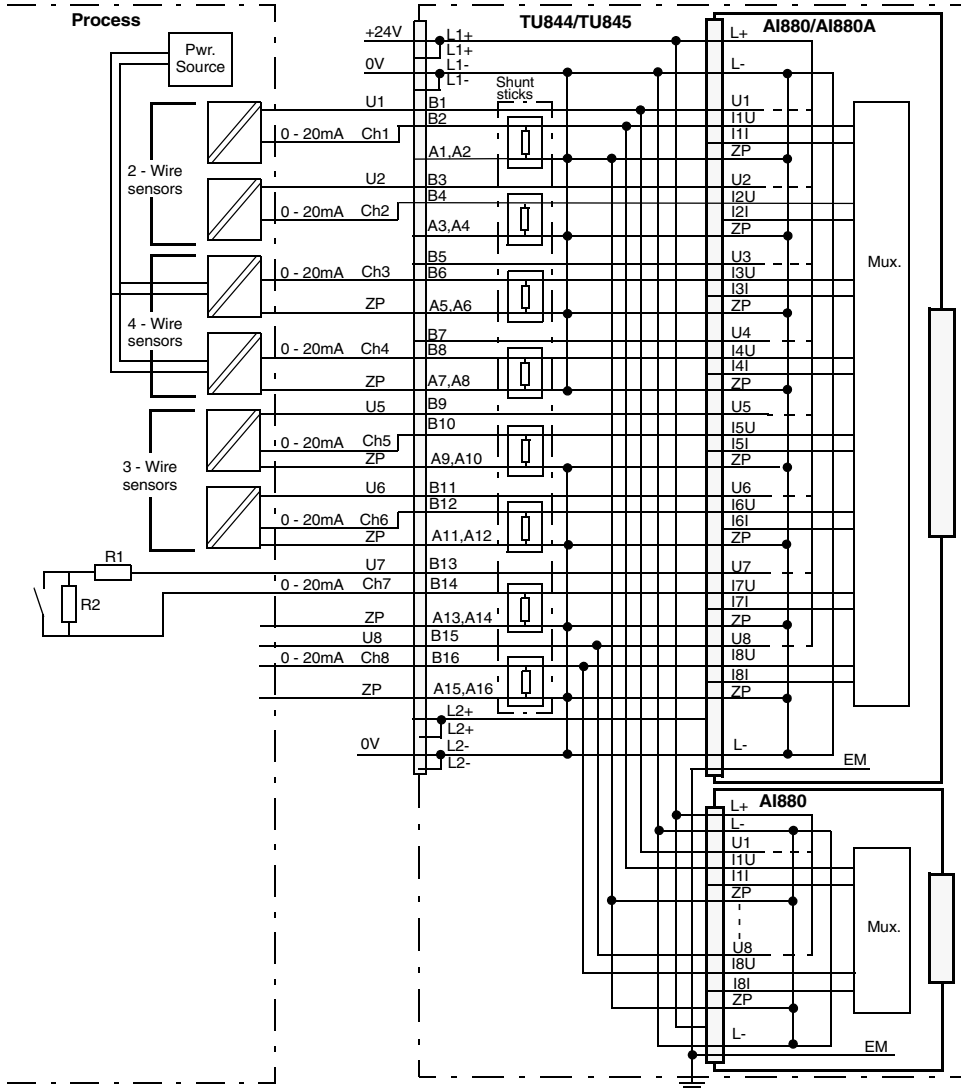 Process
TU844/TU845
AI880/AI880A
Pwr.
Source
+24V
L1+
L1+
0V
L1-
L1-
Shunt
sticks
L+
L-
U1
B1
U1
B2
I1U
0 - 20mA
Ch1
I1I
A1,A2
ZP
2 - Wire
sensors
U2
B3
U2
B4
I2U
0 - 20mA
Ch2
I2I
A3,A4
ZP
B5
U3
0 - 20mA
Ch3
B6
I3U
I3I
ZP
A5,A6
ZP
Mux.
4 - Wire
sensors
B7
U4
0 - 20mA
Ch4
B8
I4U
I4I
ZP
A7,A8
ZP
U5
B9
U5
B10
I5U
0 - 20mA
Ch5
I5I
ZP
A9,A10
ZP
3 - Wire
sensors
U6
B11
U6
B12
I6U
0 - 20mA
Ch6
I6I
ZP
A11,A12
ZP
R1
U7
B13
U7
0 - 20mA
Ch7
B14
I7U
R2
I7I
ZP
A13,A14
ZP
U8
B15
U8
0 - 20mA
Ch8
B16
I8U
I8I
ZP
A15,A16
ZP
L2+
L2+
0V
L2-
L2-
L-
EM
AI880
L+
L-
U1
I1U
I1I
ZP
Mux.
U8
I8U
I8I
ZP
L-
EM